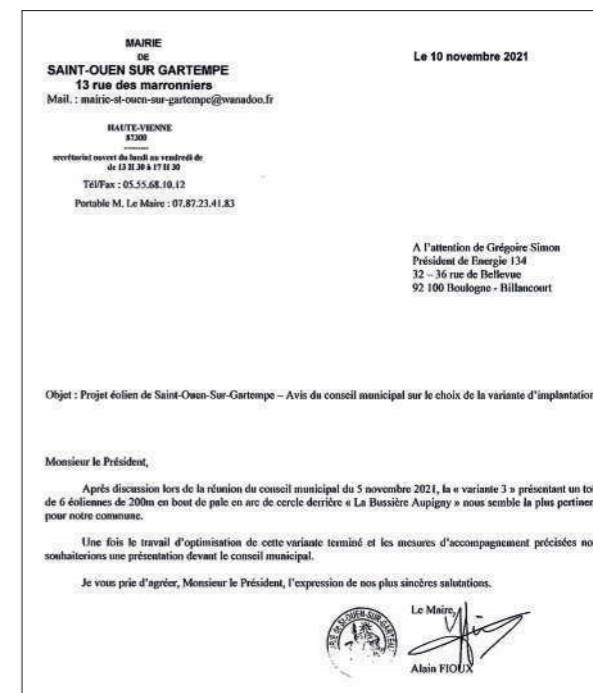 MAIRIE
DE
SAINT-OUEN SUR GARTEMPE
13 rue des marronniers
Mail. : mairie-st-ouen-sur-gartempe@wanadoo.fr
HAUTE-VIENNE
87300
secrétariat ouvert du lundi au vendredi de
de 13 H 30 à 17 H 30
Tél/Fax : 05.55.68.10.12
Portable M. Le Maire : 07.87.23.41.83
Le 10 novembre 2021
A l'attention de Grégoire Simon
Président de Energie 134
32 – 36 rue de Bellevue
92 100 Boulogne - Billancourt
Objet : Projet éolien de Saint-Ouen-Sur-Gartempe – Avis du conseil municipal sur le choix de la variante d'implantation
Monsieur le Président,
Après discussion lors de la réunion du conseil municipal du 5 novembre 2021, la « variante 3 » présentant un to
de 6 éoliennes de 200m en bout de pale en arc de cercle derrière « La Bussière Aupigny » nous semble la plus pertinen
pour notre commune.
Une fois le travail d'optimisation de cette variante terminé et les mesures d'accompagnement précisées no
souhaiterions une présentation devant le conseil municipal.
Je vous prie d'agréer, Monsieur le Président, l'expression de nos plus sincères salutations.
Le Maire,
Alain FIOUX